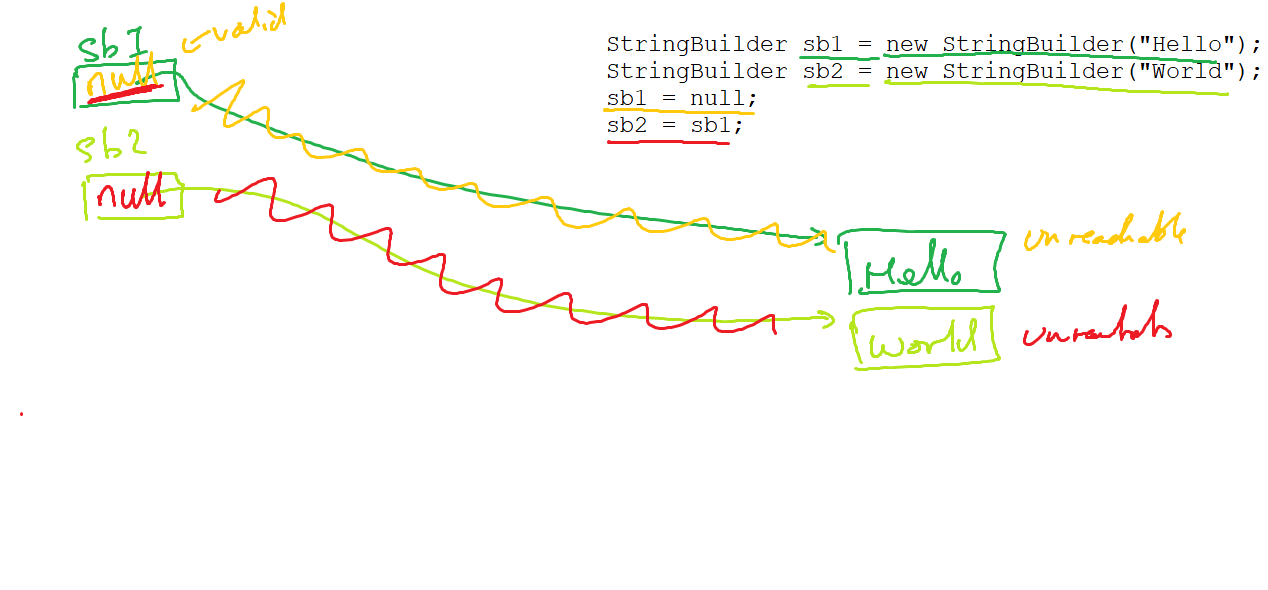 sb1
valid
null
StringBuilder sb1 = new StringBuilder("Hello");
StringBuilder sb2 = new StringBuilder("World");
sb1 = null;
sb2 = sb1;
sb2
null
Hello
unreachable
World